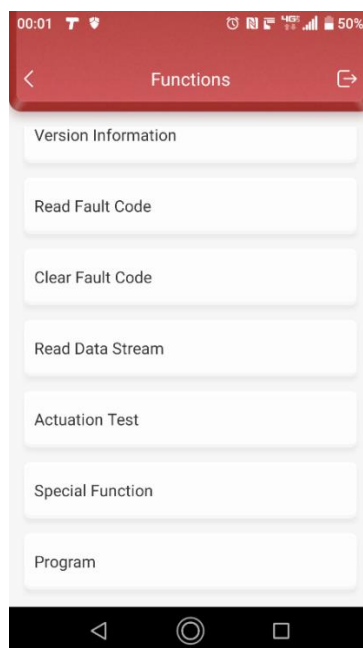 00:01 T 4GE 50%
Functions
Version Information
Read Fault Code
Clear Fault Code
Read Data Stream
Actuation Test
Special Function
Program